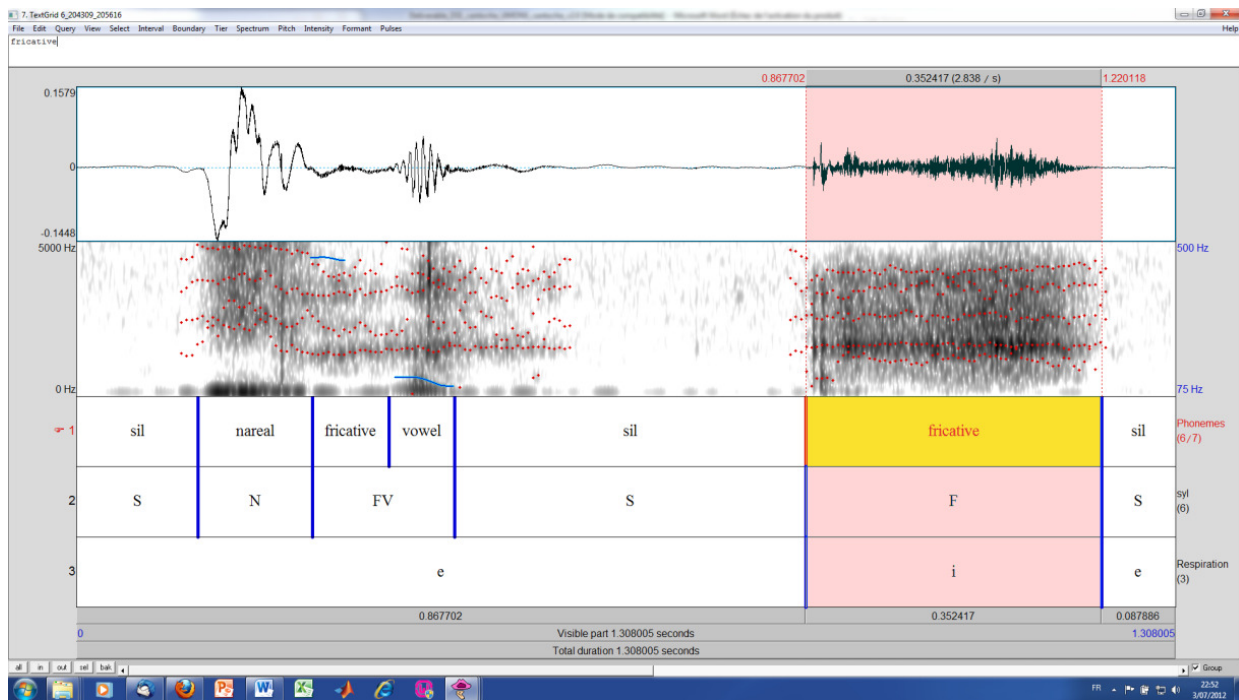 7. TextGrid 6_204309_205616
File Edit Query View Select Interval Boundary Tier Spectrum Pitch Intensity Formant Pulses Help
fricative
0.867702 0.352417 (2.838 / s) 1.220118
0.1579
0
-0.1448
5000 Hz 500 Hz
0 Hz 75 Hz
1 sil nareal fricative vowel sil fricative sil Phonemes
(6/7)
2 S N FV S F S syl
(6)
3 e i e Respiration
(3)
0.867702 0.352417 0.087886
0 Visible part 1.308005 seconds 1.308005
Total duration 1.308005 seconds
all in out sel bak Group
FR 22:52
3/07/2012